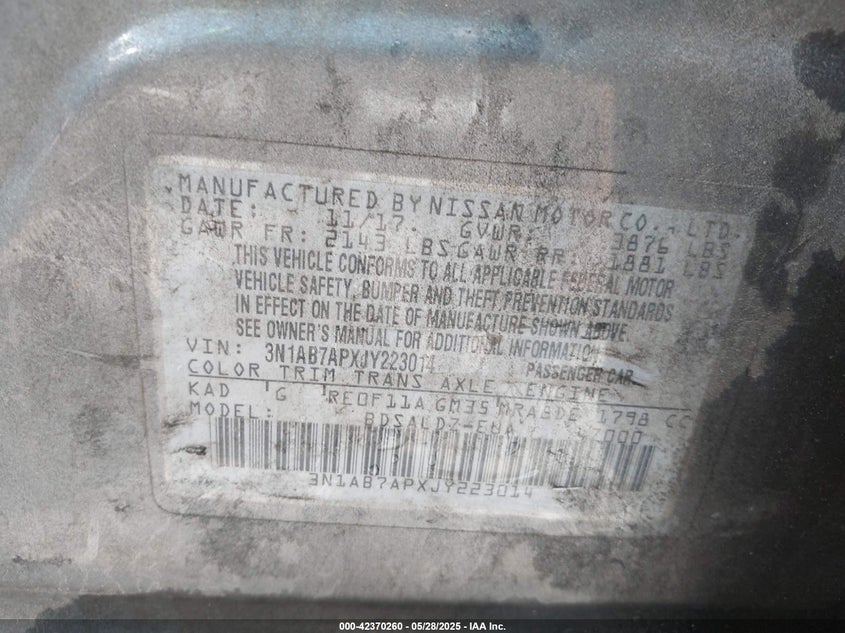 MANUFACTURED BY NISSAN MOTOR CO., LTD.
DATE: 11/17 GVWR: 3876 LBS
GAWR FR: 2143 LBS GAWR RR: 1881 LBS
THIS VEHICLE CONFORMS TO ALL APPLICABLE FEDERAL MOTOR
VEHICLE SAFETY, BUMPER AND THEFT PREVENTION STANDARDS
IN EFFECT ON THE DATE OF MANUFACTURE SHOWN ABOVE.
SEE OWNER'S MANUAL FOR ADDITIONAL INFORMATION.
VIN: 3N1AB7APXJY223014 PASSENGER CAR
COLOR TRIM TRANS AXLE ENGINE
KAD G RE0F11A GM35 MRA8DE 1798 CC
MODEL:
3N1AB7APXJY223014
000-42370260 - 05/28/2025 - IAA Inc.